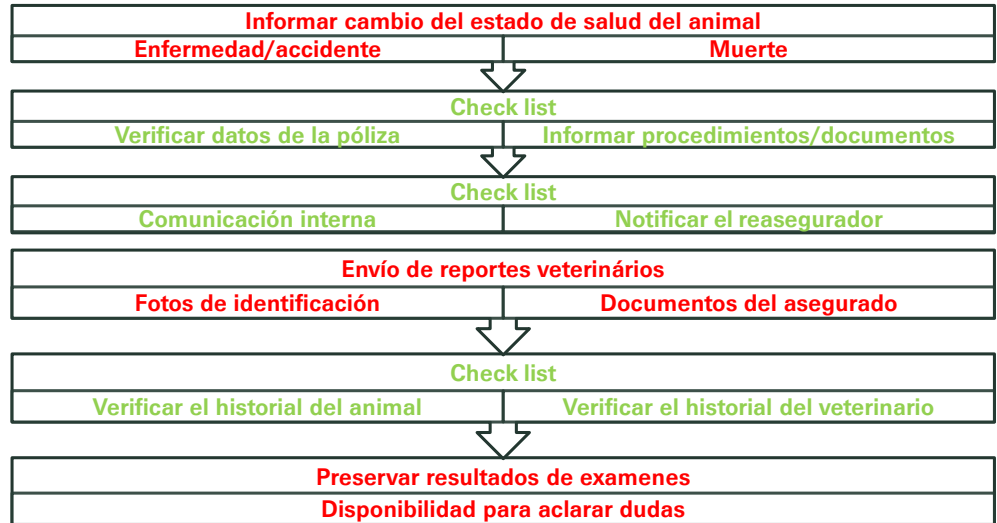 Informar cambio del estado de salud del animal
Enfermedad/accidente Muerte
Check list
Verificar datos de la póliza Informar procedimientos/documentos
Check list
Comunicación interna Notificar el reasegurador
Envío de reportes veterinários
Fotos de identificación Documentos del asegurado
Check list
Verificar el historial del animal Verificar el historial del veterinario
Preservar resultados de examenes
Disponibilidad para aclarar dudas